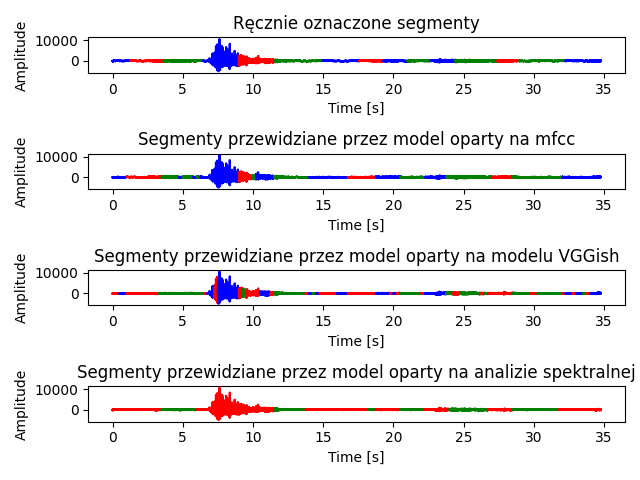 Ręcznie oznaczone segmenty
Amplitude
10000
0
0 5 10 15 20 25 30 35
Time [s]
Segmenty przewidziane przez model oparty na mfcc
Amplitude
10000
0
0 5 10 15 20 25 30 35
Time [s]
Segmenty przewidziane przez model oparty na modelu VGGish
Amplitude
10000
0
0 5 10 15 20 25 30 35
Time [s]
Segmenty przewidziane przez model oparty na analizie spektralnej
Amplitude
10000
0
0 5 10 15 20 25 30 35
Time [s]